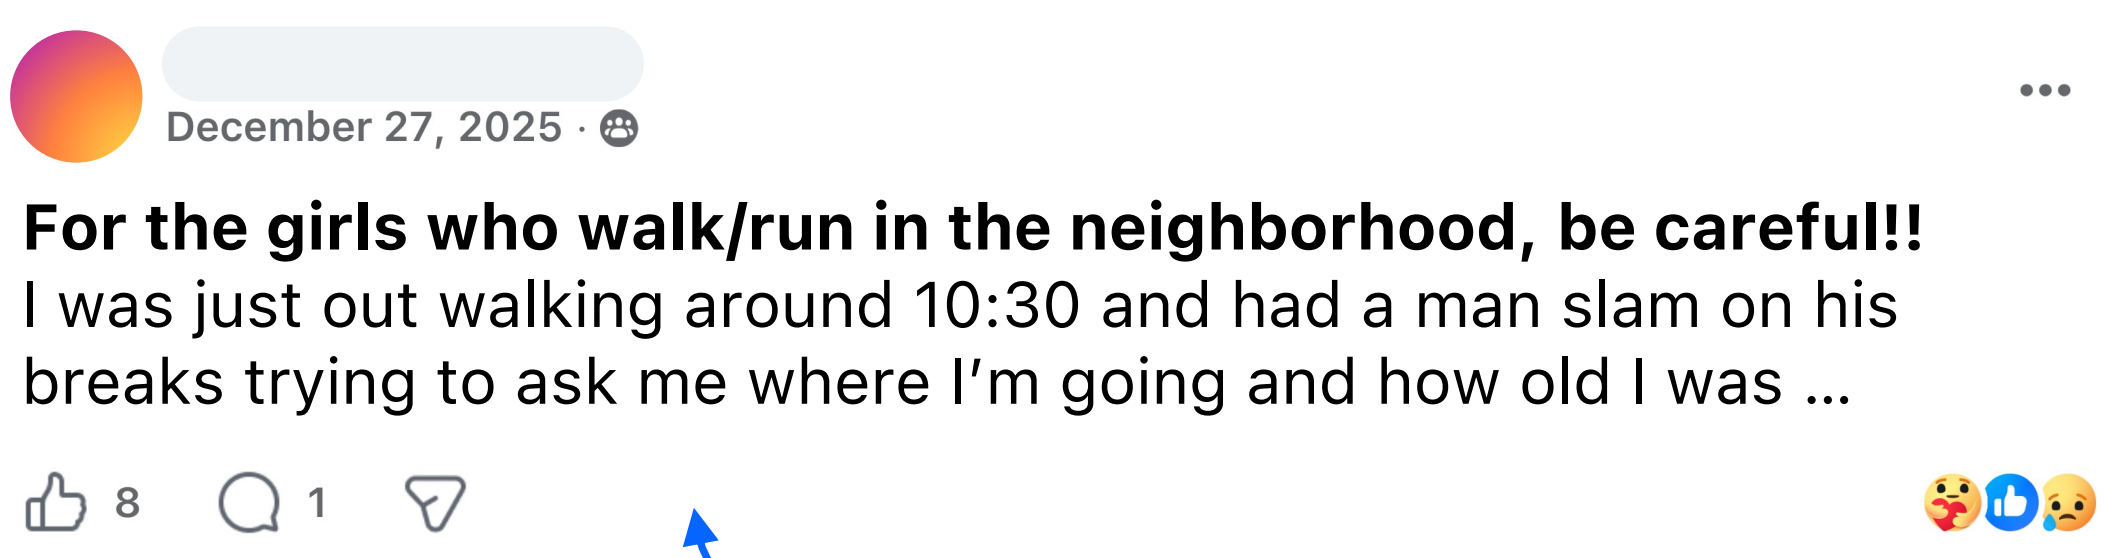 December 27, 2025 ·
For the girls who walk/run in the neighborhood, be careful!!
I was just out walking around 10:30 and had a man slam on his
breaks trying to ask me where I’m going and how old I was ...
8 1